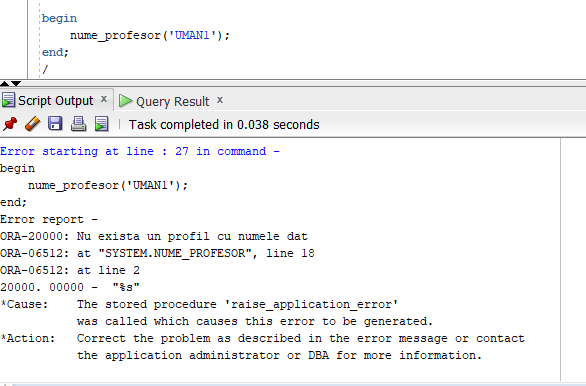 begin
nume_profesor('UMAN1');
end;
/
Script Output x Query Result x
Task completed in 0.038 seconds
Error starting at line : 27 in command -
begin
nume_profesor('UMAN1');
end;
Error report -
ORA-20000: Nu exista un profil cu numele dat
ORA-06512: at "SYSTEM.NUME_PROFESOR", line 18
ORA-06512: at line 2
20000. 00000 - "%s"
*Cause: The stored procedure 'raise_application_error'
was called which causes this error to be generated.
*Action: Correct the problem as described in the error message or contact
the application administrator or DBA for more information.